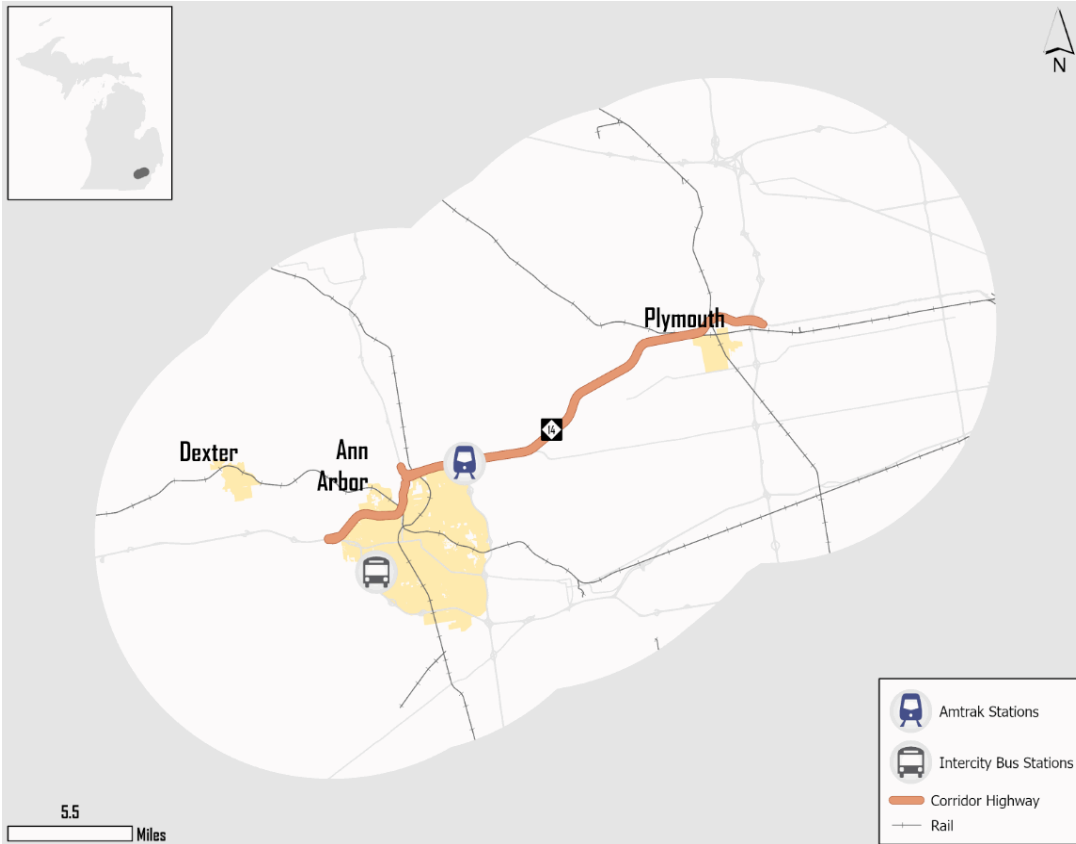 N
Plymouth
14
Dexter
Ann
Arbor
Amtrak Stations
Intercity Bus Stations
Corridor Highway
Rail
5.5
Miles